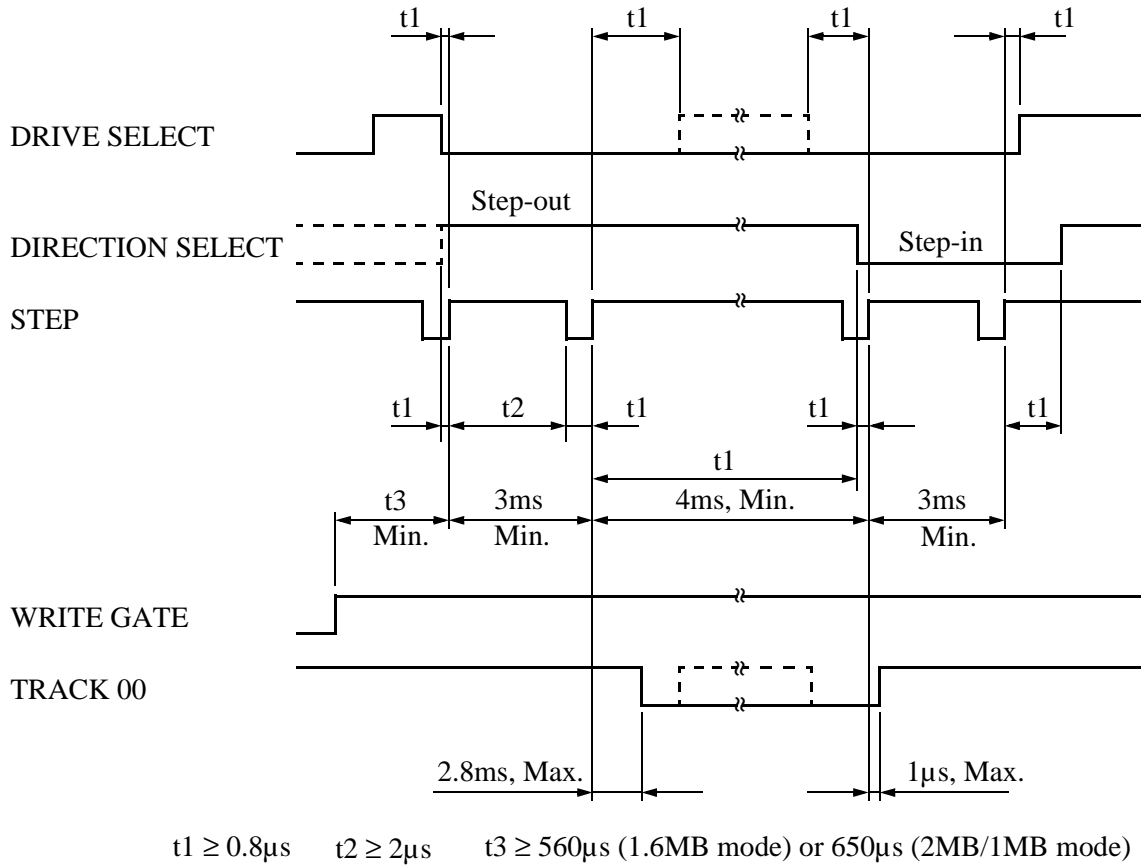 t1 t1 t1 t1
DRIVE SELECT
Step-out
DIRECTION SELECT
Step-in
STEP
t1 t2 t1 t1 t1
t1
t3 3ms 4ms, Min. 3ms
Min. Min. Min.
WRITE GATE
TRACK 00
2.8ms, Max. 1µs, Max.
t1 ≥ 0.8µs t2 ≥ 2µs t3 ≥ 560µs (1.6MB mode) or 650µs (2MB/1MB mode)